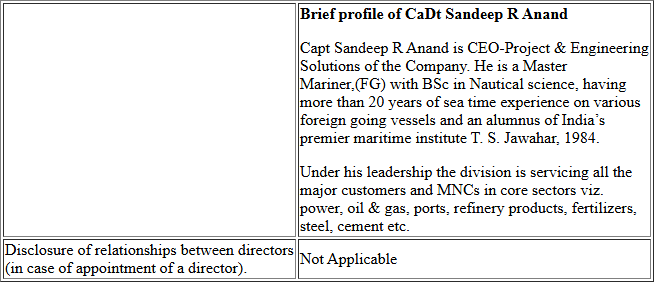 Brief profile of CaDt Sandeep R Anand
Capt Sandeep R Anand is CEO-Project & Engineering
Solutions of the Company. He is a Master
Mariner,(FG) with BSc in Nautical science, having
more than 20 years of sea time experience on various
foreign going vessels and an alumnus of India’s
premier maritime institute T. S. Jawahar, 1984.
Under his leadership the division is servicing all the
major customers and MNCs in core sectors viz.
power, oil & gas, ports, refinery products, fertilizers,
steel, cement etc.
Disclosure of relationships between directors
(in case of appointment of a director).
Not Applicable